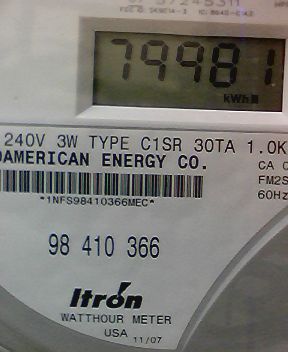 79981
kWh
240V 3W TYPE C1SR 30TA 1.0K
OAMERICAN ENERGY CO.
CA
*1NFS98410366MEC*
FM2S
60Hz
98 410 366
Itron
WATTHOUR METER
USA 11/07